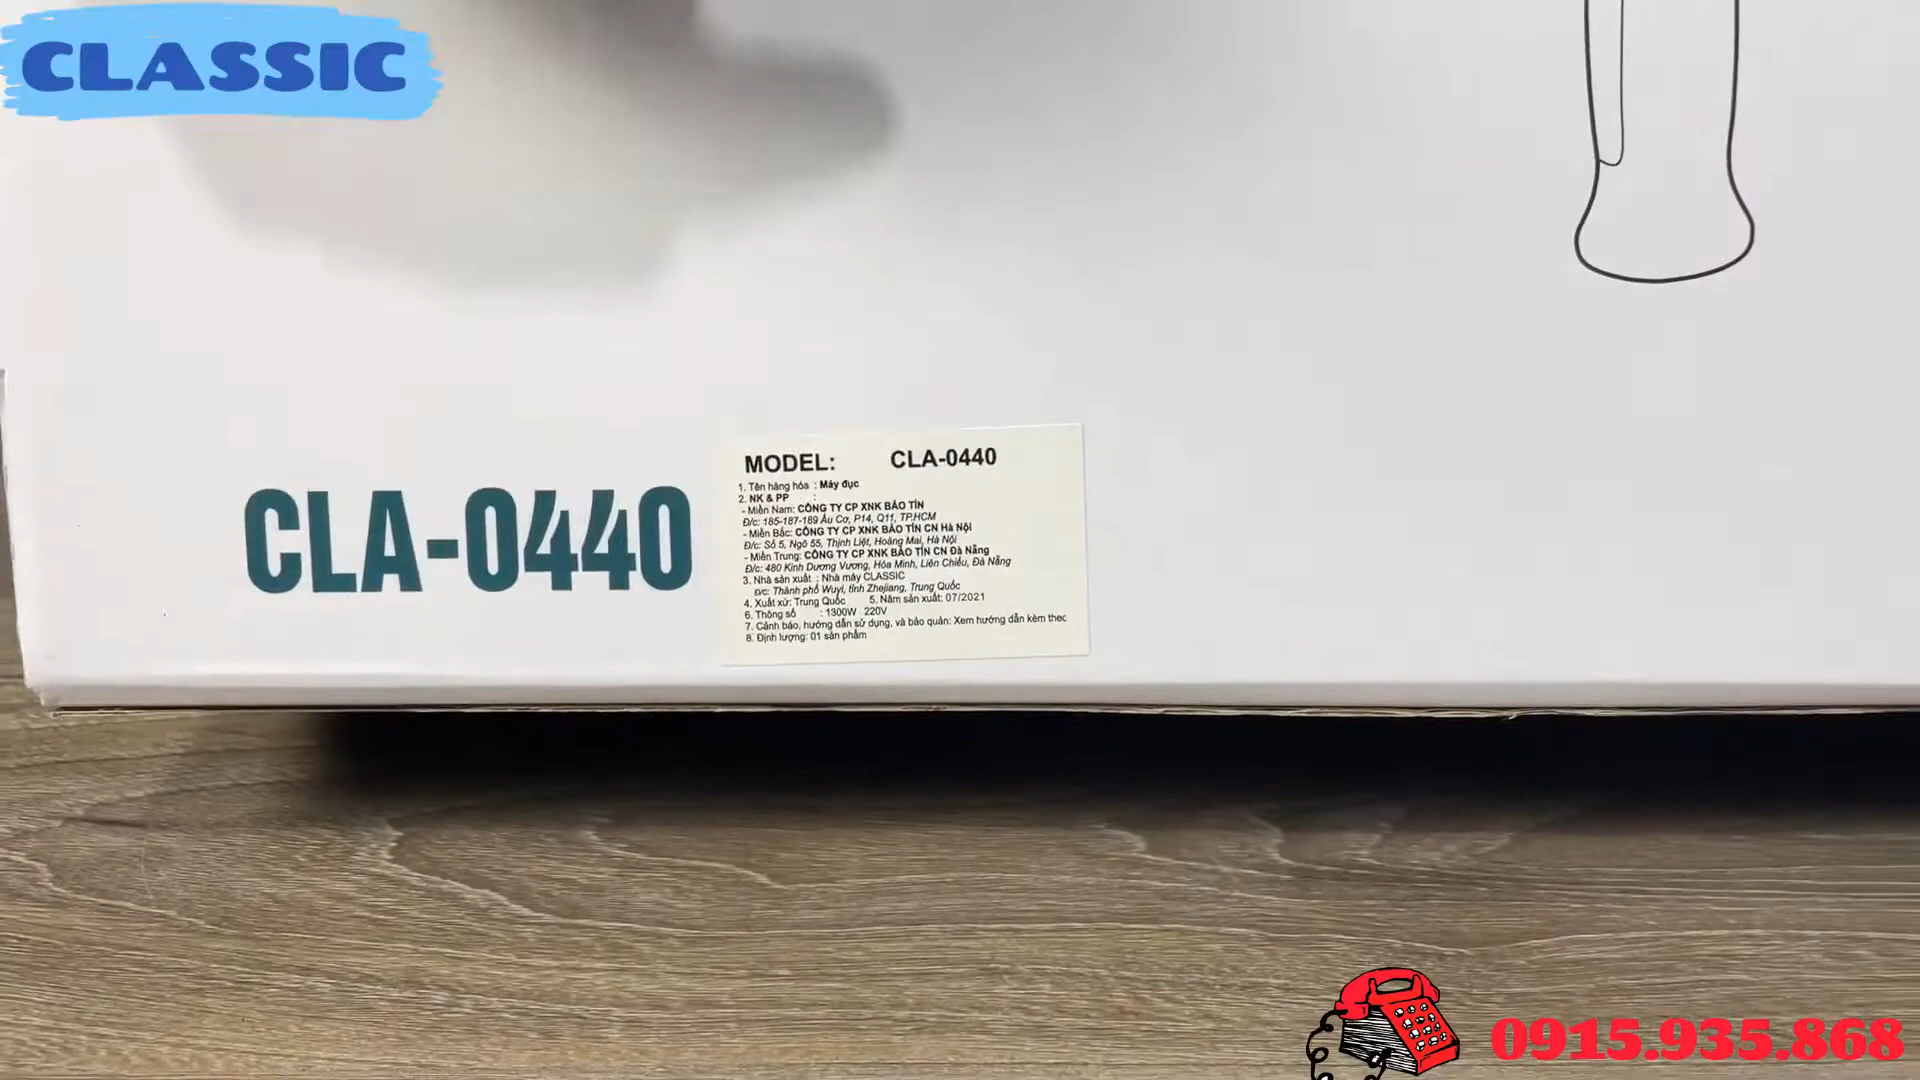 CLASSIC
CLA-0440
MODEL: CLA-0440
1. Tên hàng hóa : Máy đục
2. NK & PP :
- Miền Nam: CÔNG TY CP XNK BẢO TÍN
Đ/c: 185-187-189 Âu Cơ, P14, Q11, TP.HCM
- Miền Bắc: CÔNG TY CP XNK BẢO TÍN CN Hà Nội
Đ/c: Số 5, Ngõ 55, Thịnh Liệt, Hoàng Mai, Hà Nội
- Miền Trung: CÔNG TY CP XNK BẢO TÍN CN Đà Nẵng
Đ/c: 480 Kinh Dương Vương, Hòa Minh, Liên Chiểu, Đà Nẵng
3. Nhà sản xuất : Nhà máy CLASSIC
Đ/c: Thành phố Wuyi, tỉnh Zhejiang, Trung Quốc
4. Xuất xứ: Trung Quốc 5. Năm sản xuất: 07/2021
6. Thông số : 1300W 220V
7. Cảnh báo, hướng dẫn sử dụng, và bảo quản: Xem hướng dẫn kèm thec
8. Định lượng: 01 sản phẩm
0915.935.868